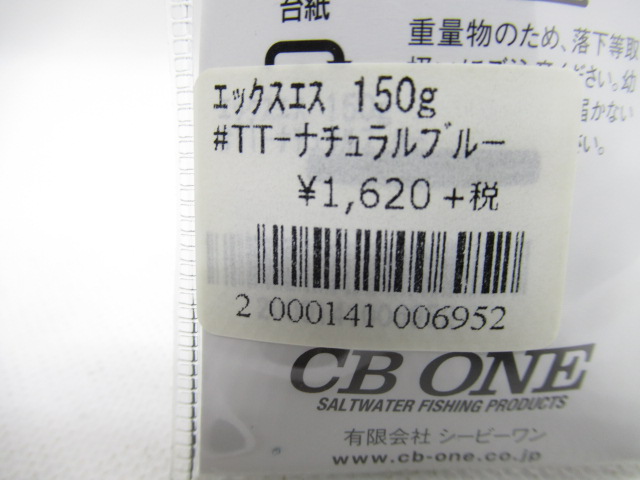 台紙
重量物のため、落下等取
ださい。幼
届かない
さい。
エックスエス 150g
#TT-ナチュラルブルー
¥1,620+税
2 000141 006952
CB ONE
SALTWATER FISHING PRODUCTS
有限会社 シービーワン
www.cb-one.co.jp